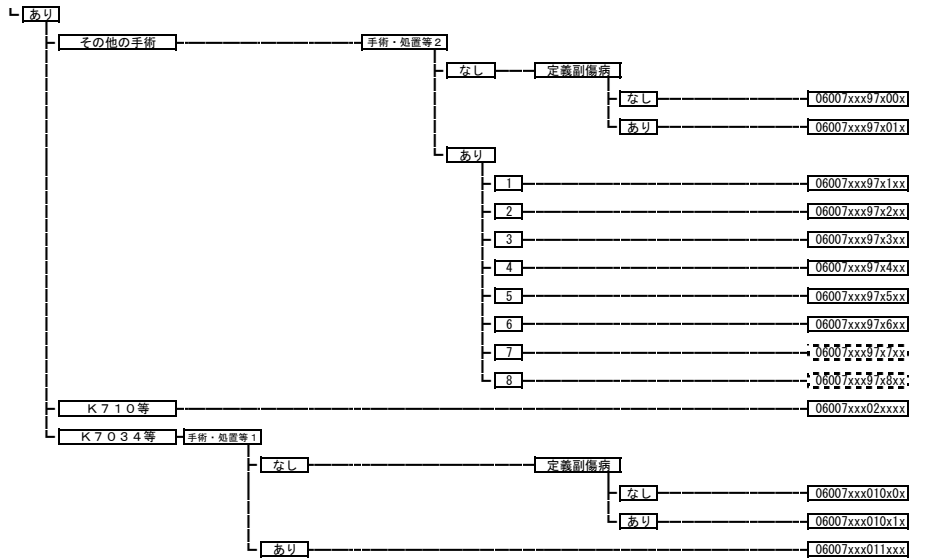 あり
その他の手術 手術・処置等2
なし 定義副傷病
なし 06007xxx97x00x
あり 06007xxx97x01x
あり
1 06007xxx97x1xx
2 06007xxx97x2xx
3 06007xxx97x3xx
4 06007xxx97x4xx
5 06007xxx97x5xx
6 06007xxx97x6xx
7 06007xxx97x7xx
8 06007xxx97x8xx
K710等 06007xxx02xxxx
K7034等 手術・処置等1
なし 定義副傷病
なし 06007xxx010x0x
あり 06007xxx010x1x
あり 06007xxx011xxx